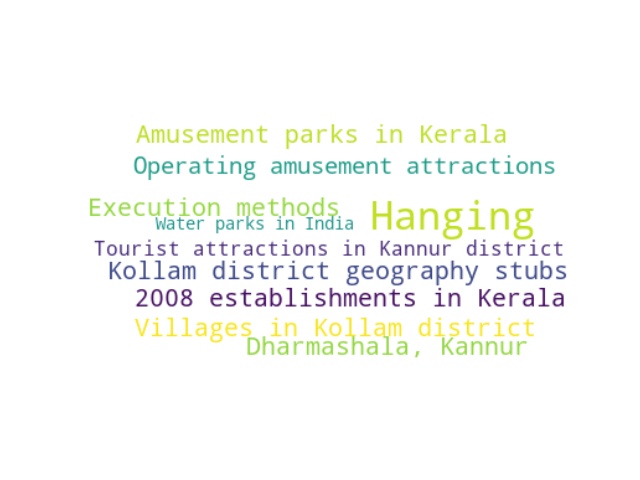 Amusement parks in Kerala
Operating amusement attractions
Execution methods
Hanging
Water parks in India
Tourist attractions in Kannur district
Kollam district geography stubs
2008 establishments in Kerala
Villages in Kollam district
Dharmashala, Kannur